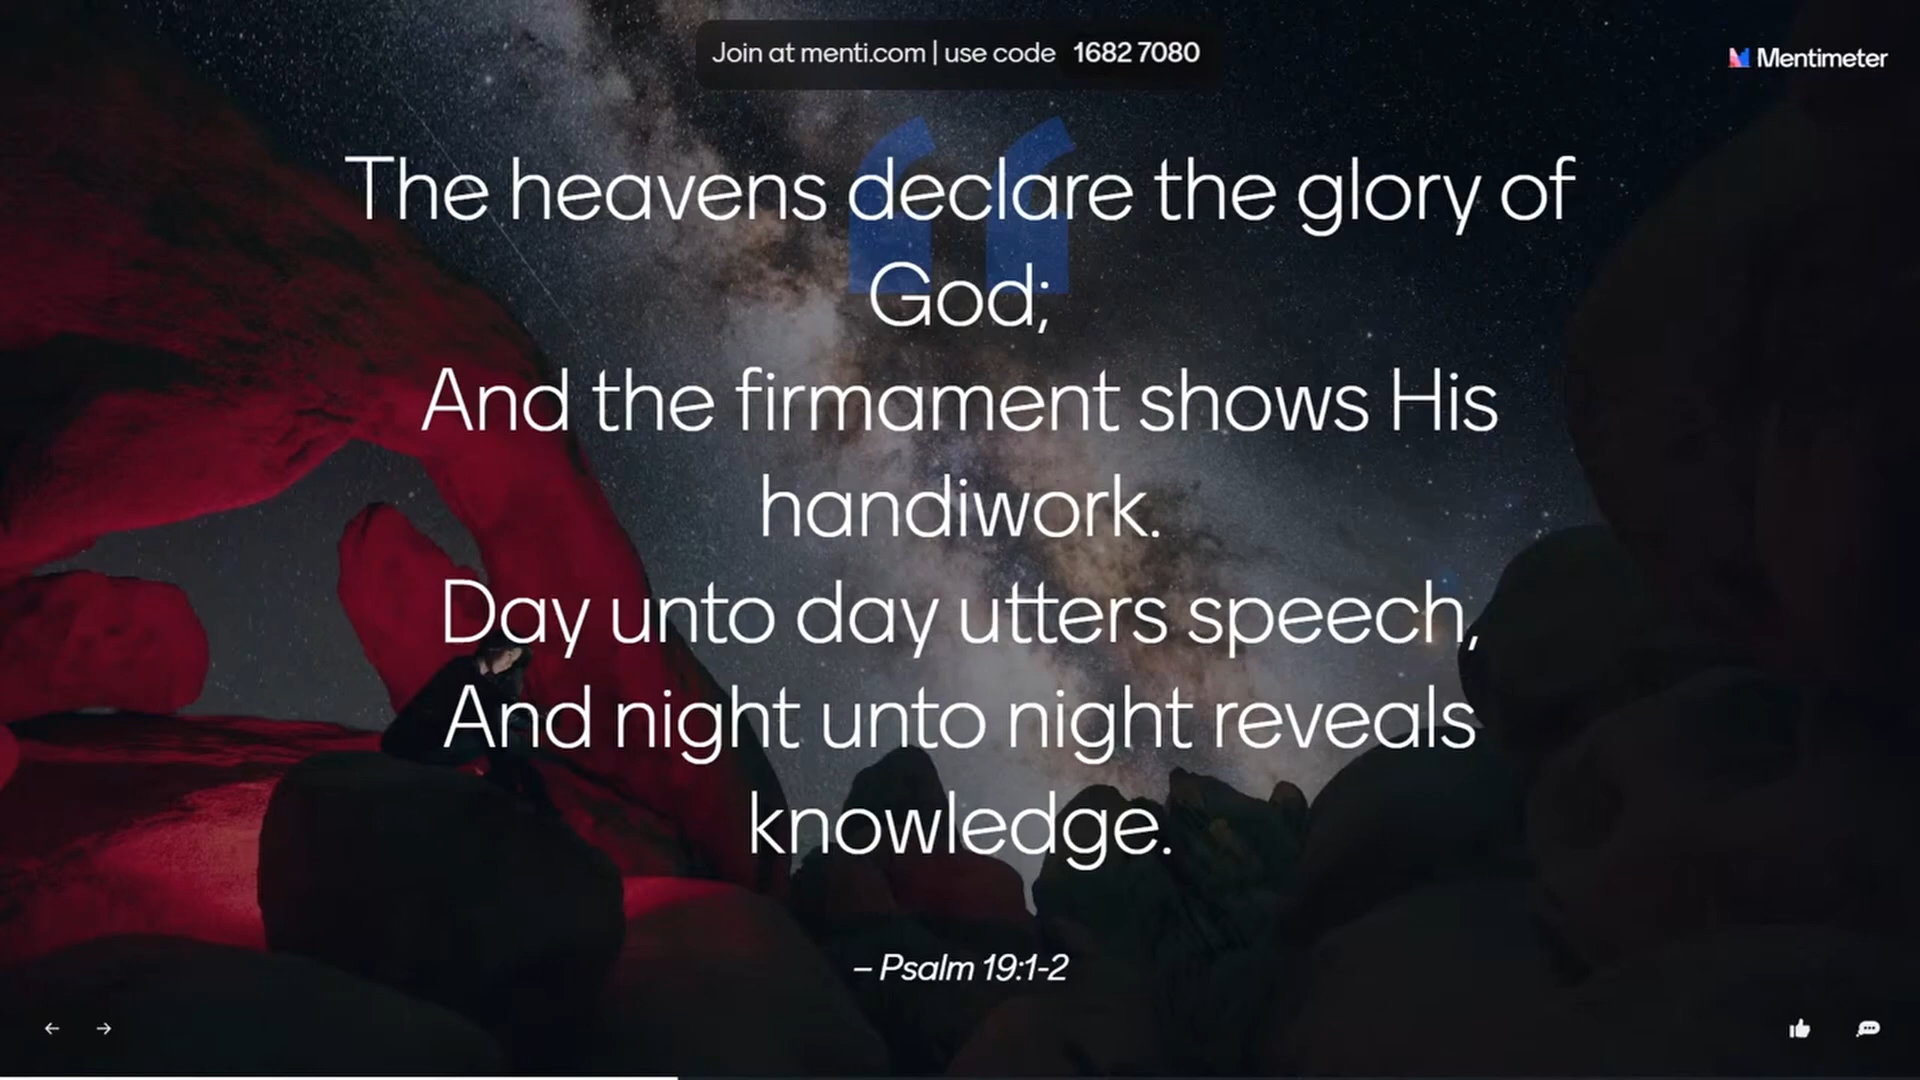 Join at menti.com | use code 1682 7080
Mentimeter
The heavens declare the glory of
God;
And the firmament shows His
handiwork.
Day unto day utters speech,
And night unto night reveals
knowledge.
– Psalm 19:1-2